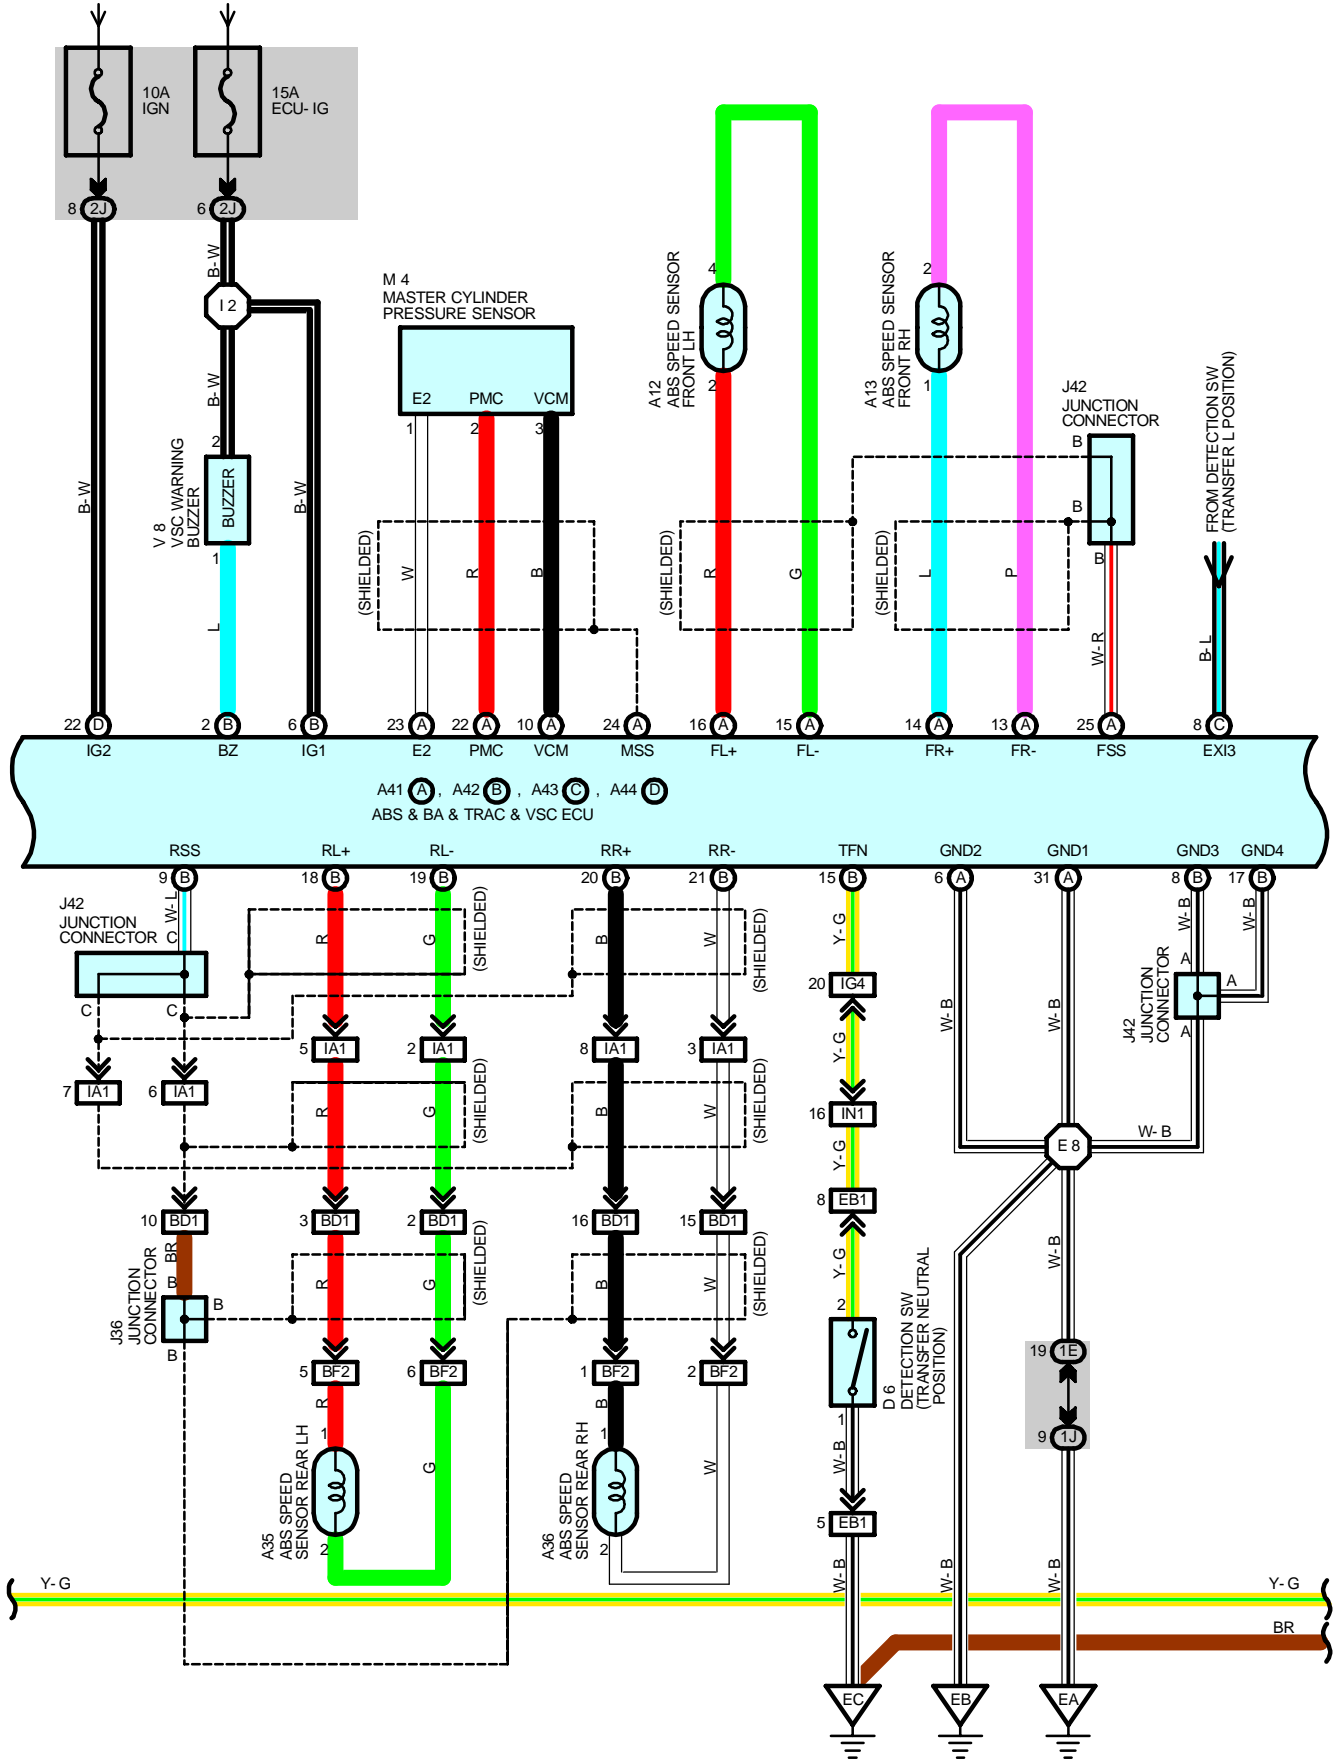 10A
IGN
15A
ECU-IG
8 2J
6 2J
B-W
I 2
B-W
B-W
B-W
2
BUZZER
V 8
VSC WARNING
BUZZER
1
L
M 4
MASTER CYLINDER
PRESSURE SENSOR
E2 PMC VCM
1 2 3
(SHIELDED)
W R B
4
A12
ABS SPEED SENSOR
FRONT LH
2
(SHIELDED)
R G
2
A13
ABS SPEED SENSOR
FRONT RH
1
(SHIELDED)
L P
J42
JUNCTION
CONNECTOR
B
B
B
W-R
FROM DETECTION SW
(TRANSFER L POSITION)
B-L
22 D 2 B 6 B 23 A 22 A 10 A 24 A 16 A 15 A 14 A 13 A 25 A 8 C
IG2 BZ IG1 E2 PMC VCM MSS FL+ FL- FR+ FR- FSS EXI3
A41 A , A42 B , A43 C , A44 D
ABS & BA & TRAC & VSC ECU
RSS RL+ RL- RR+ RR- TFN GND2 GND1 GND3 GND4
9 B 18 B 19 B 20 B 21 B 15 B 6 A 31 A 8 B 17 B
J42
JUNCTION
CONNECTOR
W-L
C
C C
R G (SHIELDED) B W (SHIELDED)
Y-G
W-B W-B W-B W-B
20 IG4
A
A
A
J42
JUNCTION
CONNECTOR
5 IA1 2 IA1 8 IA1 3 IA1
Y-G
7 IA1 6 IA1
R G (SHIELDED) B W (SHIELDED)
16 IN1
E 8
W-B
Y-G
8 EB1
10 BD1 3 BD1 2 BD1 16 BD1 15 BD1
BR
B
B
B
J36
JUNCTION
CONNECTOR
R G (SHIELDED) B W (SHIELDED)
Y-G
W-B
2
D 6
DETECTION SW
(TRANSFER NEUTRAL
POSITION)
1
19 1E
9 1J
5 BF2 6 BF2 1 BF2 2 BF2
R B
1 1
A35
ABS SPEED
SENSOR REAR LH
G
2
A36
ABS SPEED
SENSOR REAR RH
W
2
W-B
5 EB1
W-B W-B W-B
Y-G Y-G
BR
EC EB EA